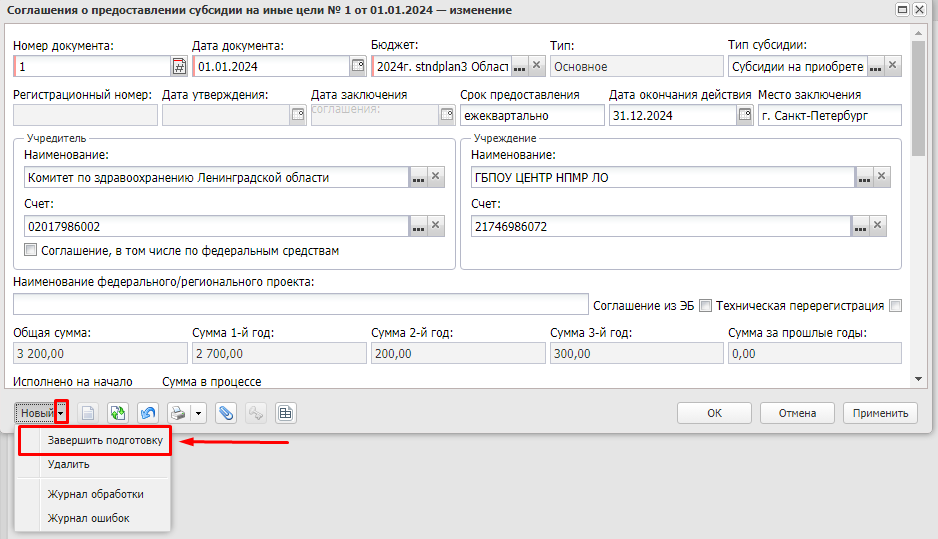 Соглашения о предоставлении субсидии на иные цели № 1 от 01.01.2024 — изменение
Номер документа: Дата документа: Бюджет: Тип: Тип субсидии:
1 01.01.2024 2024г. stndplan3 Област ... Основное Субсидии на приобрете ...
Регистрационный номер: Дата утверждения: Дата заключения соглашения: Срок предоставления Дата окончания действия Место заключения
ежеквартально 31.12.2024 г. Санкт-Петербург
Учредитель Учреждение
Наименование: Наименование:
Комитет по здравоохранению Ленинградской области ... ГБПОУ ЦЕНТР НПМР ЛО ...
Счет: Счет:
02017986002 ... 21746986072 ...
Соглашение, в том числе по федеральным средствам
Наименование федерального/регионального проекта:
Соглашение из ЭБ Техническая перерегистрация
Общая сумма: Сумма 1-й год: Сумма 2-й год: Сумма 3-й год: Сумма за прошлые годы:
3 200,00 2 700,00 200,00 300,00 0,00
Исполнено на начало Сумма в процессе
Новый ОК Отмена Применить
Завершить подготовку
Удалить
Журнал обработки
Журнал ошибок